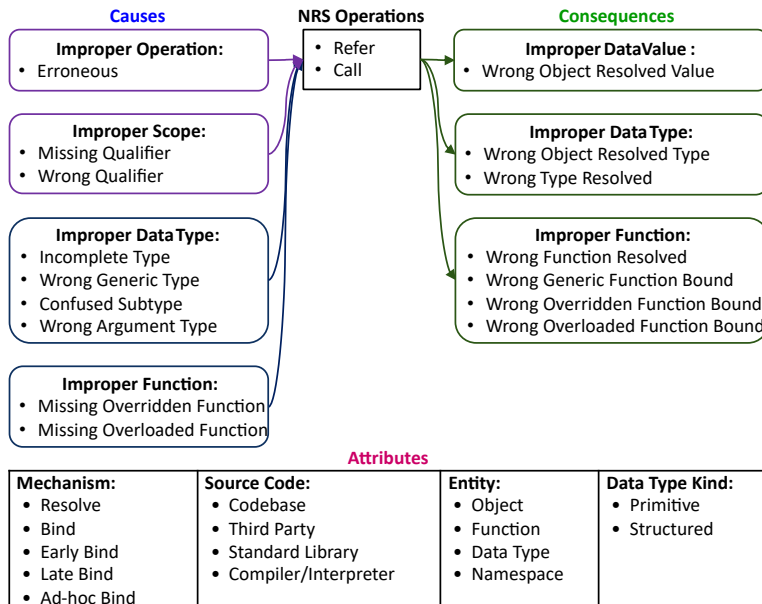 Causes
NRS Operations
Consequences
Improper Operation:
• Erroneous
Improper Scope:
• Missing Qualifier
• Wrong Qualifier
Improper Data Type:
• Incomplete Type
• Wrong Generic Type
• Confused Subtype
• Wrong Argument Type
Improper Function:
• Missing Overridden Function
• Missing Overloaded Function
• Refer
• Call
Improper DataValue :
• Wrong Object Resolved Value
Improper Data Type:
• Wrong Object Resolved Type
• Wrong Type Resolved
Improper Function:
• Wrong Function Resolved
• Wrong Generic Function Bound
• Wrong Overridden Function Bound
• Wrong Overloaded Function Bound
Attributes
Mechanism:
• Resolve
• Bind
• Early Bind
• Late Bind
• Ad-hoc Bind
Source Code:
• Codebase
• Third Party
• Standard Library
• Compiler/Interpreter
Entity:
• Object
• Function
• Data Type
• Namespace
Data Type Kind:
• Primitive
• Structured